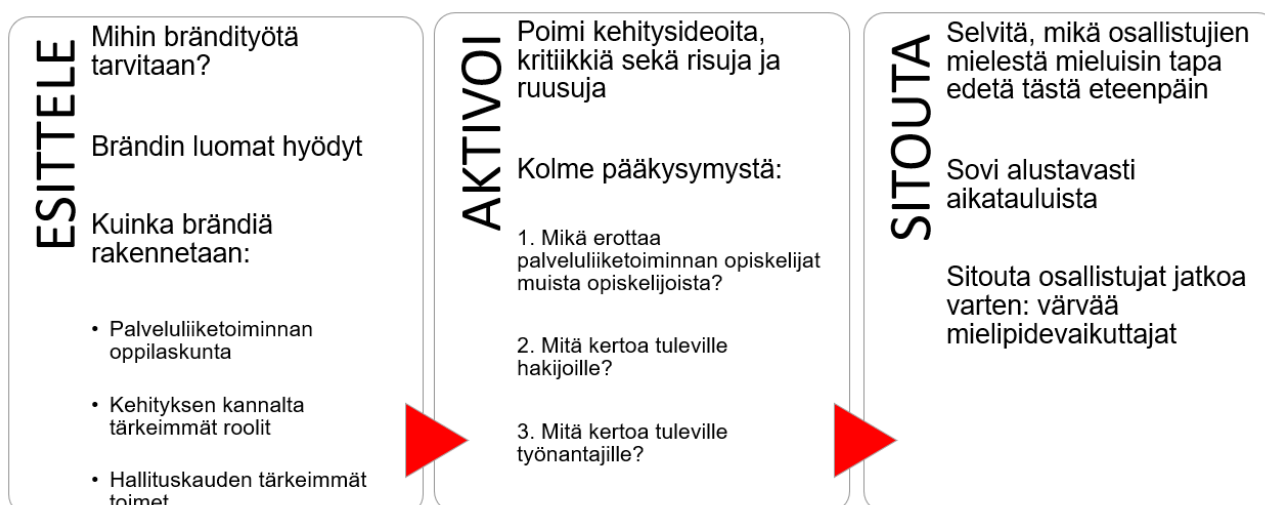 ESITTELE
Mihin brändityötä
tarvitaan?
Brändin luomat hyödyt
Kuinka brändiä
rakennetaan:
• Palveluliiketoiminnan
oppilaskunta
• Kehityksen kannalta
tärkeimmät roolit
• Hallituskauden tärkeimmät
toimet
AKTIVOI
Poimi kehitysideoita,
kritiikkiä sekä risuja ja
ruusuja
Kolme pääkysymystä:
1. Mikä erottaa
palveluliiketoiminnan opiskelijat
muista opiskelijoista?
2. Mitä kertoa tuleville
hakijoille?
3. Mitä kertoa tuleville
työnantajille?
SITOUTA
Selvitä, mikä osallistujien
mielestä mieluisin tapa
edetä tästä eteenpäin
Sovi alustavasti
aikatauluista
Sitouta osallistujat jatkoa
varten: värvää
mielipidevaikuttajat